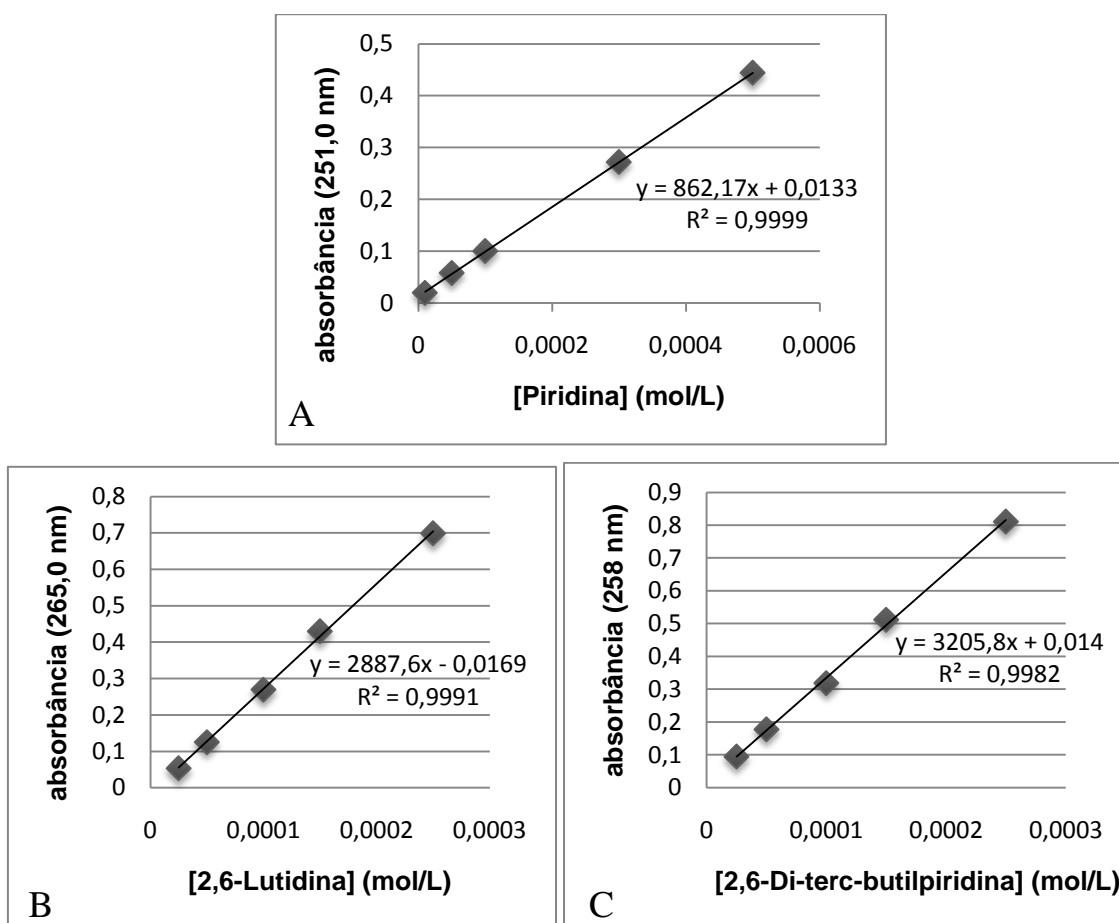 0,5
0,4
0,3
0,2
0,1
0
absorbância (251,0 nm)
y = 862,17x + 0,0133
R² = 0,9999
0 0,0002 0,0004 0,0006
[Piridina] (mol/L)
A
0,8
0,7
0,6
0,5
0,4
0,3
0,2
0,1
0
absorbância (265,0 nm)
y = 2887,6x - 0,0169
R² = 0,9991
0 0,0001 0,0002 0,0003
[2,6-Lutidina] (mol/L)
B
0,9
0,8
0,7
0,6
0,5
0,4
0,3
0,2
0,1
0
absorbância (258 nm)
y = 3205,8x + 0,014
R² = 0,9982
0 0,0001 0,0002 0,0003
[2,6-Di-terc-butilpiridina] (mol/L)
C